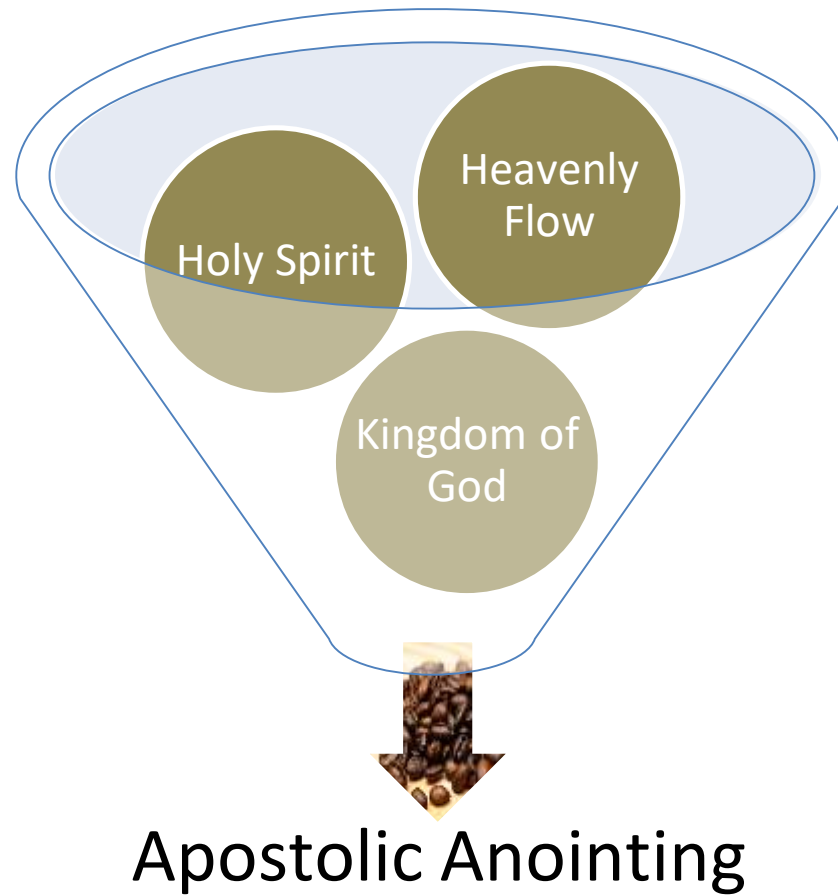 Heavenly
Flow
Holy Spirit
Kingdom of
God
Apostolic Anointing